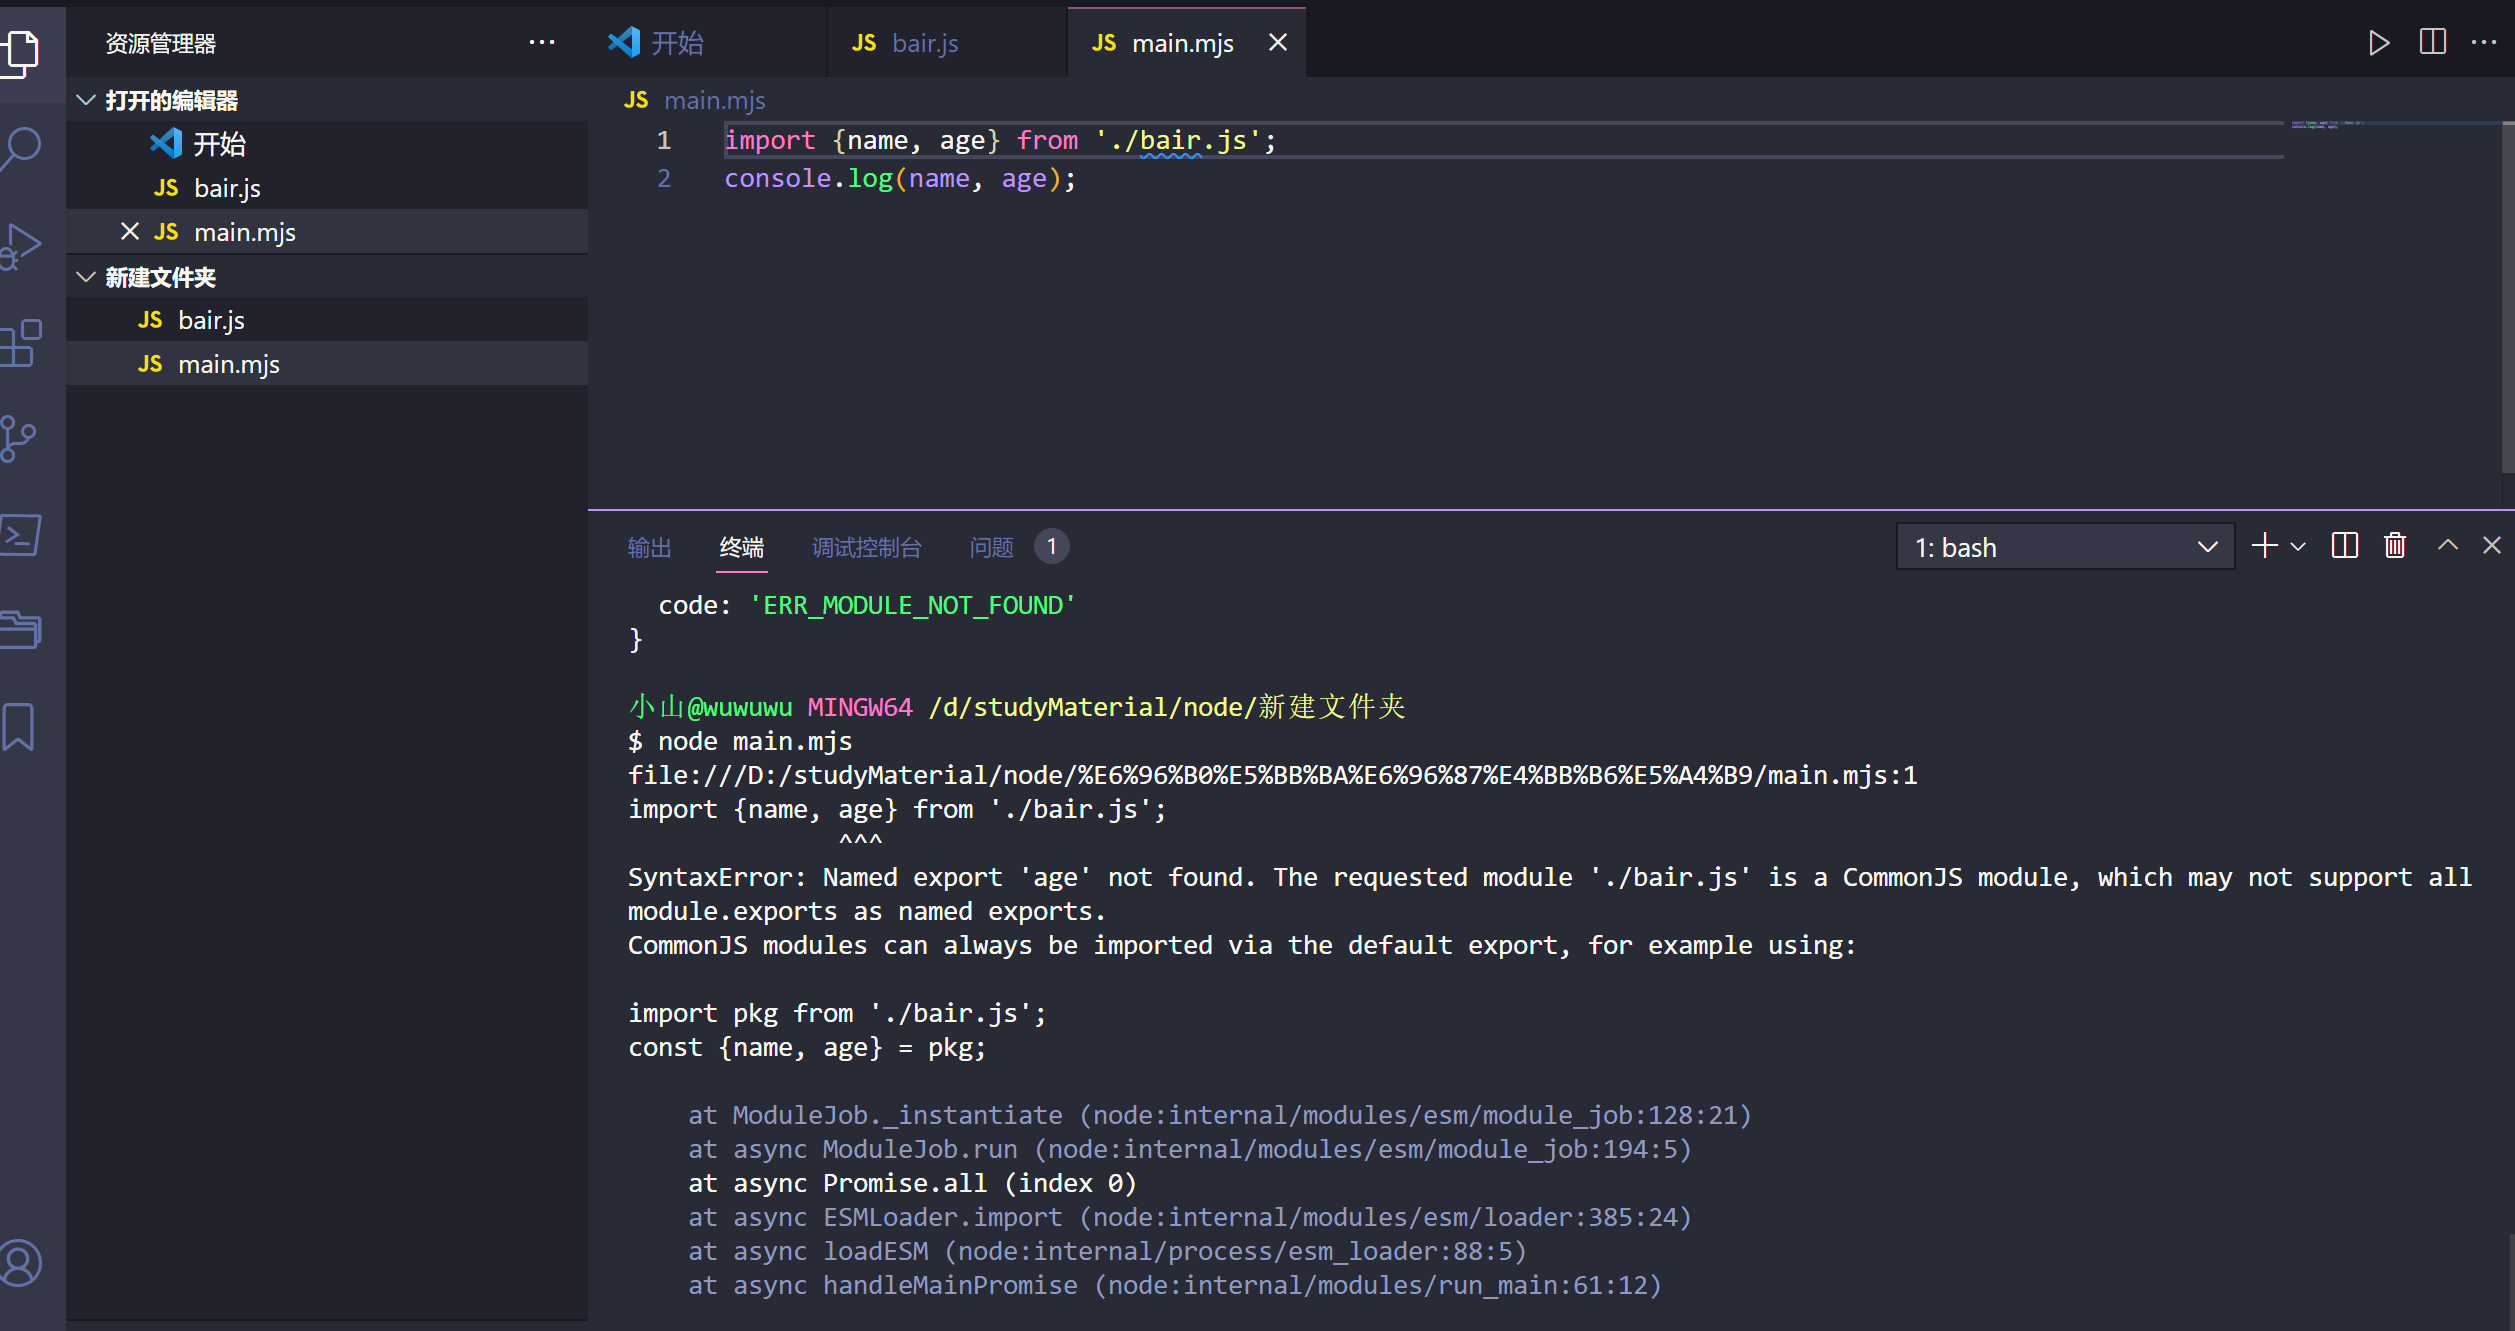 资源管理器
打开的编辑器
开始
JS bair.js
JS main.mjs
新建文件夹
JS bair.js
JS main.mjs
开始
JS bair.js
JS main.mjs
JS main.mjs
1 import {name, age} from './bair.js';
2 console.log(name, age);
输出 终端 调试控制台 问题 1
1: bash
code: 'ERR_MODULE_NOT_FOUND'
}
小山@wuwuwu MINGW64 /d/studyMaterial/node/新建文件夹
$ node main.mjs
file:///D:/studyMaterial/node/%E6%96%B0%E5%BB%BA%E6%96%87%E4%BB%B6%E5%A4%B9/main.mjs:1
import {name, age} from './bair.js';
^^^
SyntaxError: Named export 'age' not found. The requested module './bair.js' is a CommonJS module, which may not support all
module.exports as named exports.
CommonJS modules can always be imported via the default export, for example using:
import pkg from './bair.js';
const {name, age} = pkg;
at ModuleJob._instantiate (node:internal/modules/esm/module_job:128:21)
at async ModuleJob.run (node:internal/modules/esm/module_job:194:5)
at async Promise.all (index 0)
at async ESMLoader.import (node:internal/modules/esm/loader:385:24)
at async loadESM (node:internal/process/esm_loader:88:5)
at async handleMainPromise (node:internal/modules/run_main:61:12)